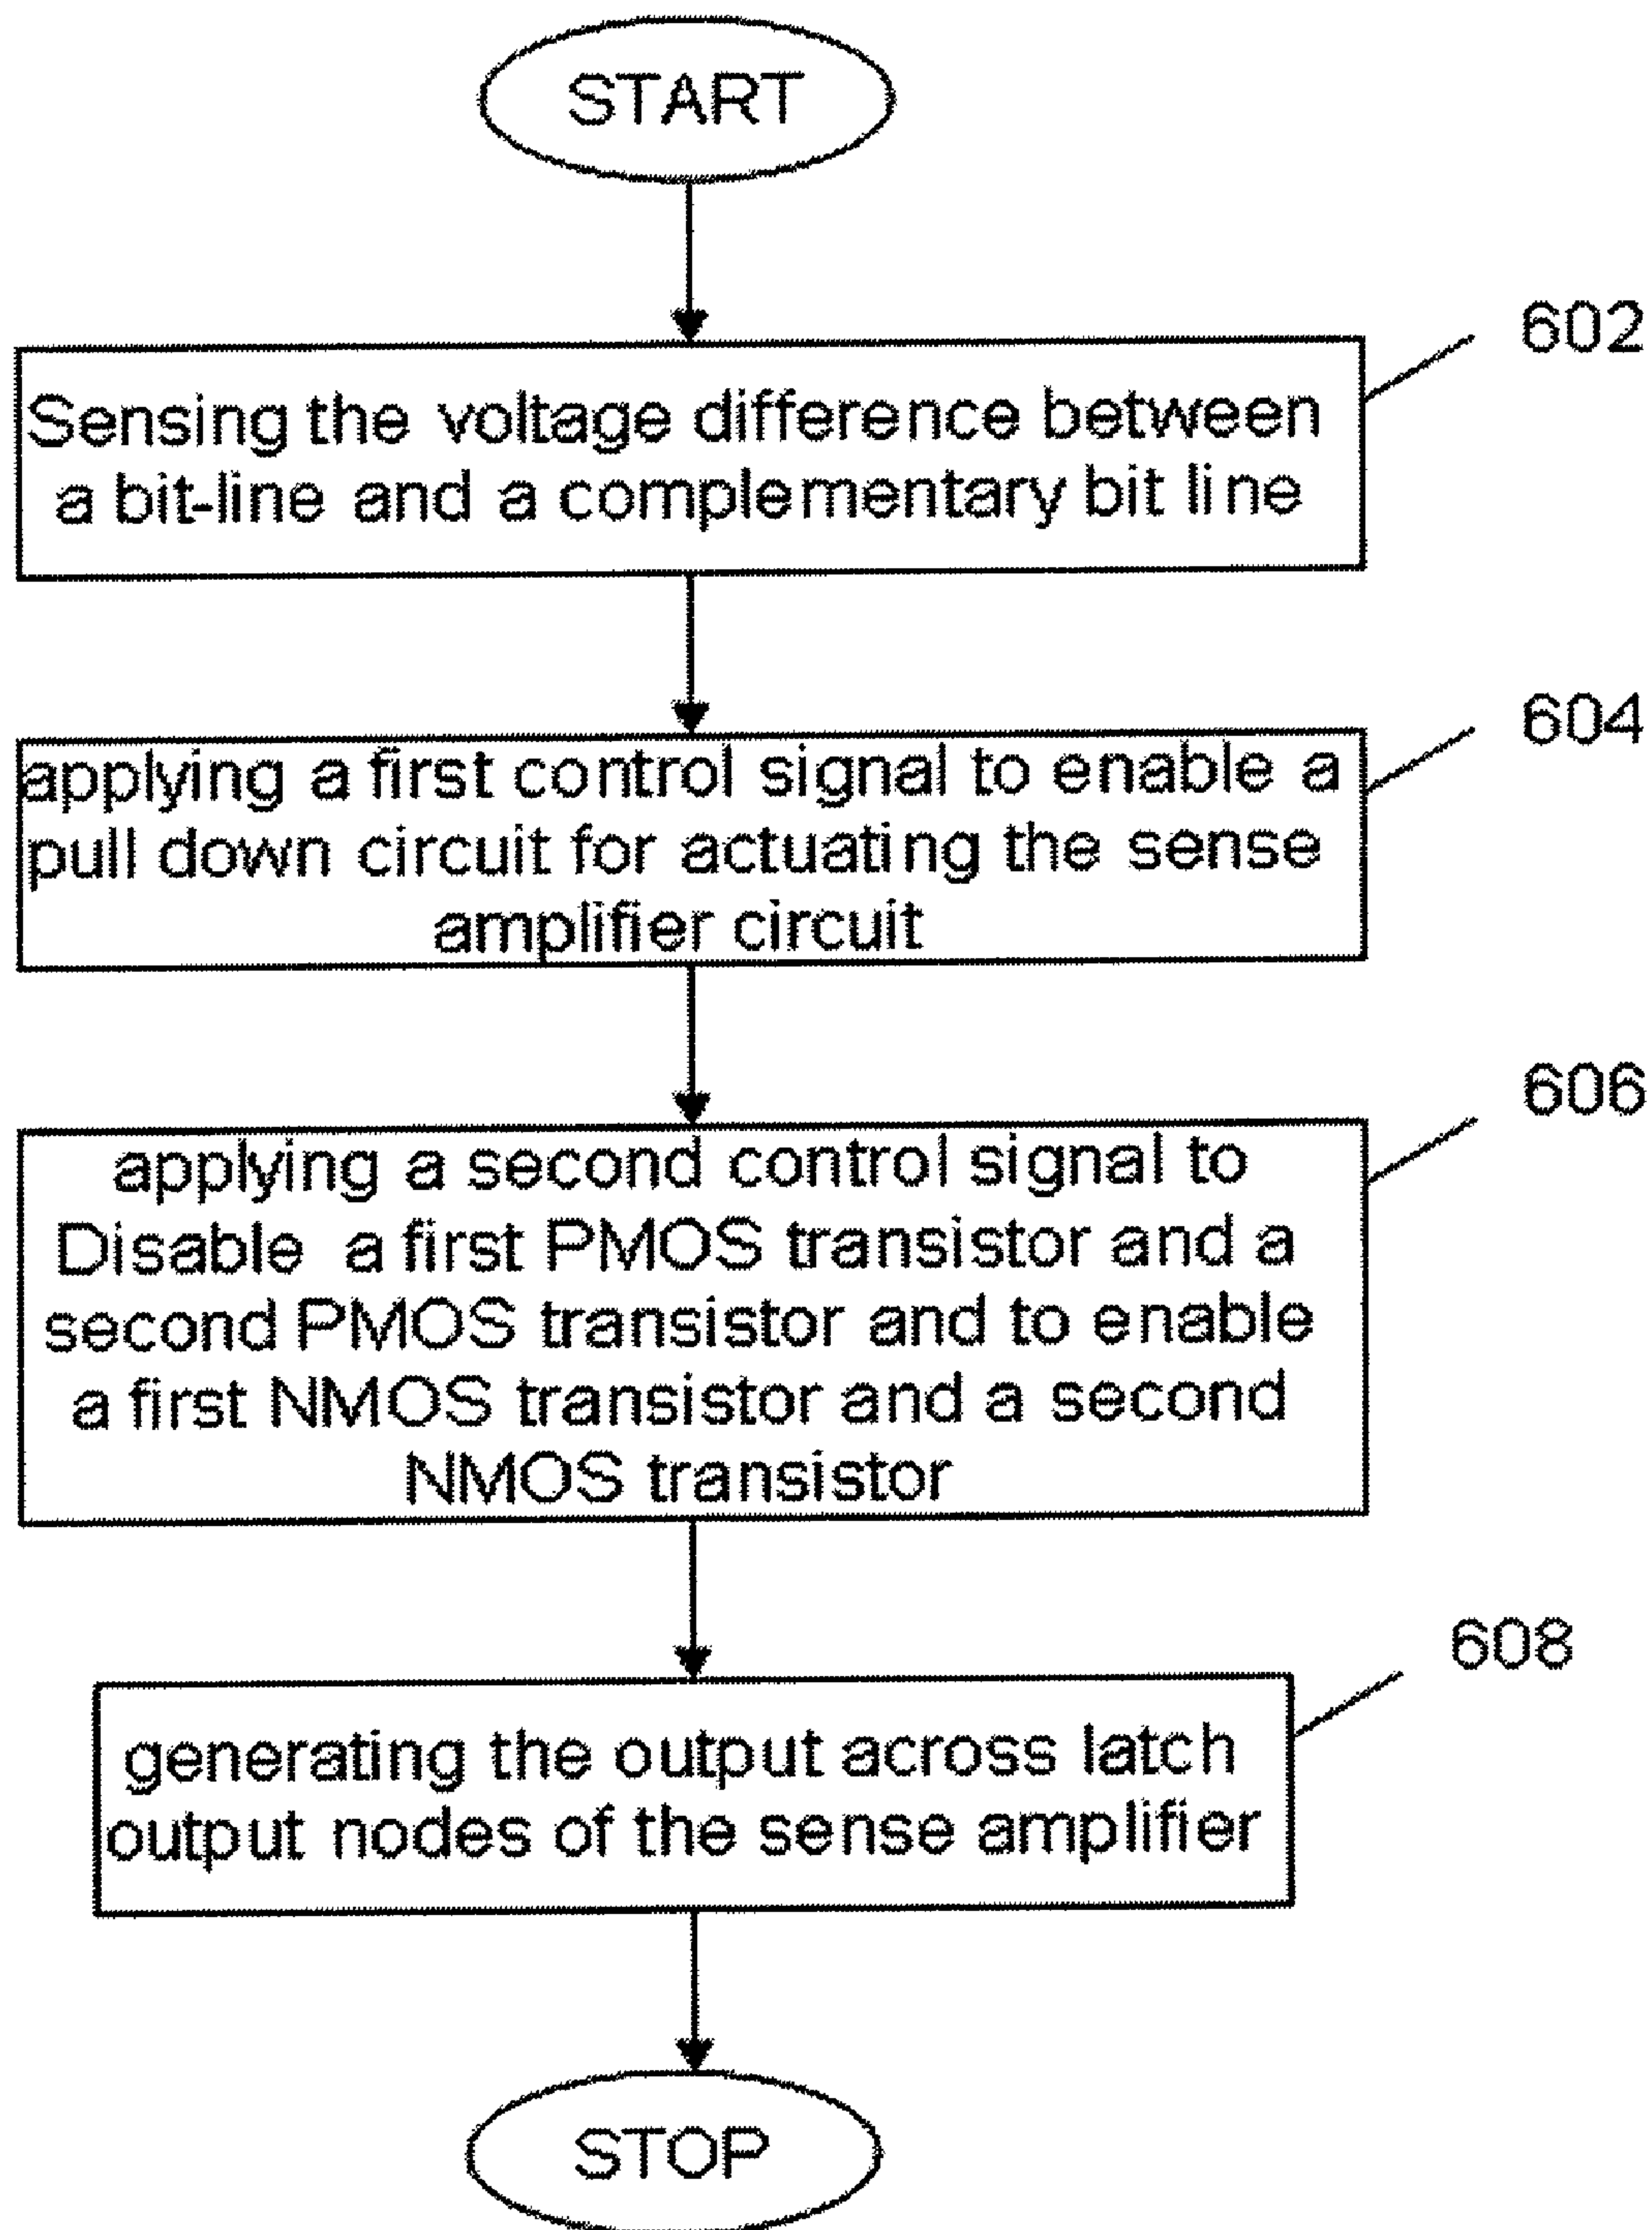 START
602
Sensing the voltage difference between
a bit-line and a complementary bit line
604
applying a first control signal to enable a
pull down circuit for actuating the sense
amplifier circuit
606
applying a second control signal to
Disable a first PMOS transistor and a
second PMOS transistor and to enable
a first NMOS transistor and a second
NMOS transistor
608
generating the output across latch
output nodes of the sense amplifier
STOP